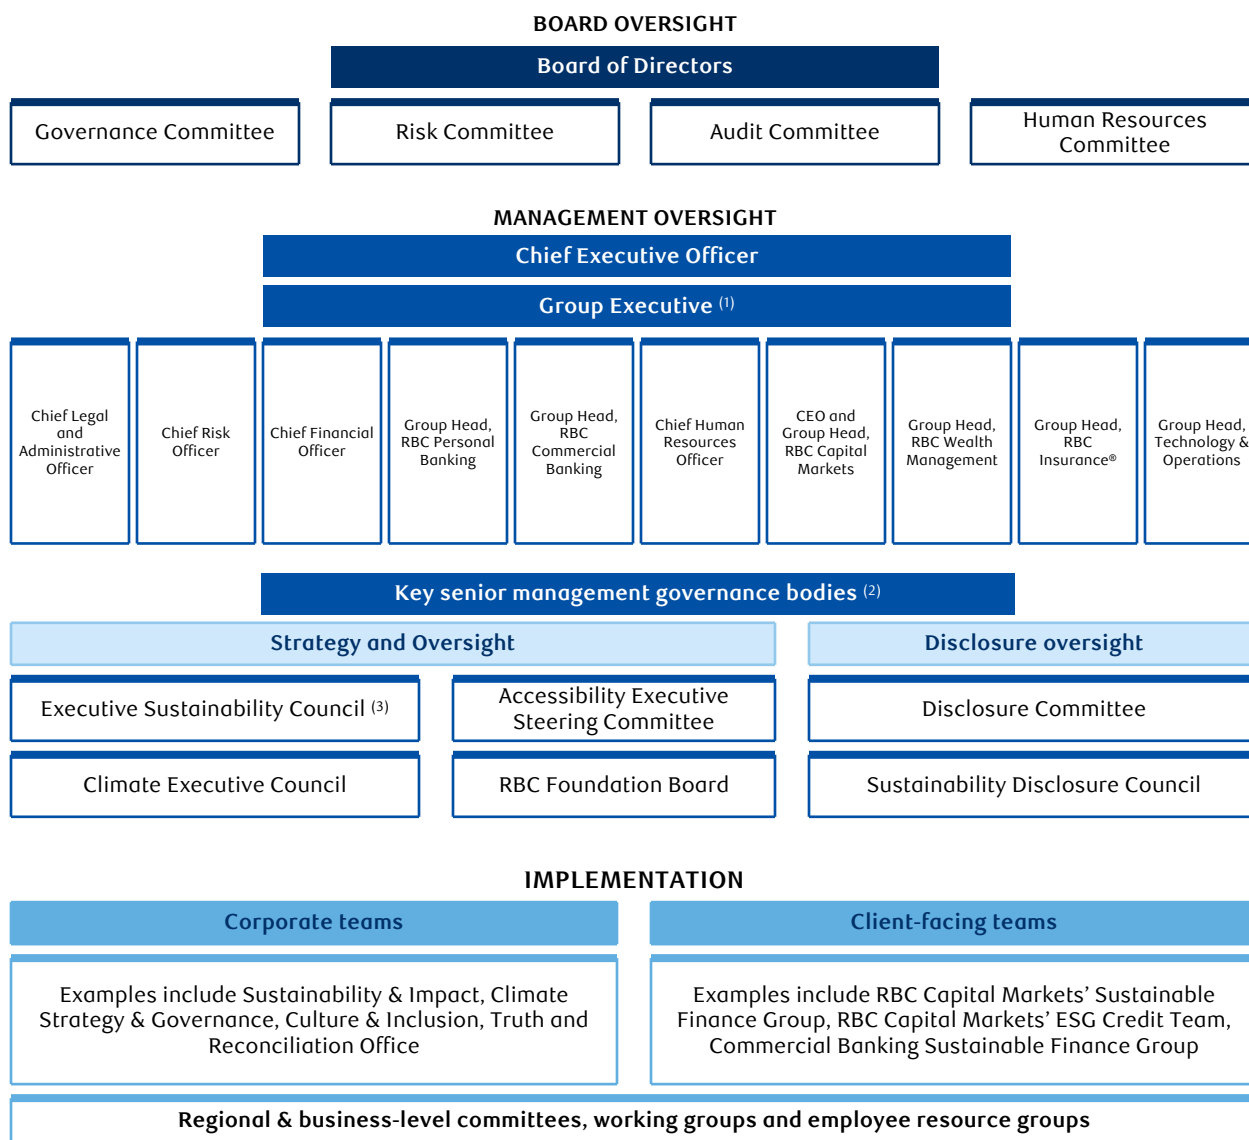 BOARD OVERSIGHT
Board of Directors
Governance Committee
Risk Committee
Audit Committee
Human Resources
Committee
MANAGEMENT OVERSIGHT
Chief Executive Officer
Group Executive (1)
Chief Legal
and
Administrative
Officer
Chief Risk
Officer
Chief Financial
Officer
Group Head,
RBC Personal
Banking
Group Head,
RBC
Commercial
Banking
Chief Human
Resources
Officer
CEO and
Group Head,
RBC Capital
Markets
Group Head,
RBC Wealth
Management
Group Head,
RBC
Insurance®
Group Head,
Technology &
Operations
Key senior management governance bodies (2)
Strategy and Oversight
Disclosure oversight
Executive Sustainability Council (3)
Accessibility Executive
Steering Committee
Disclosure Committee
Climate Executive Council
RBC Foundation Board
Sustainability Disclosure Council
IMPLEMENTATION
Corporate teams
Client-facing teams
Examples include Sustainability & Impact, Climate
Strategy & Governance, Culture & Inclusion, Truth and
Reconciliation Office
Examples include RBC Capital Markets’ Sustainable
Finance Group, RBC Capital Markets’ ESG Credit Team,
Commercial Banking Sustainable Finance Group
Regional & business-level committees, working groups and employee resource groups